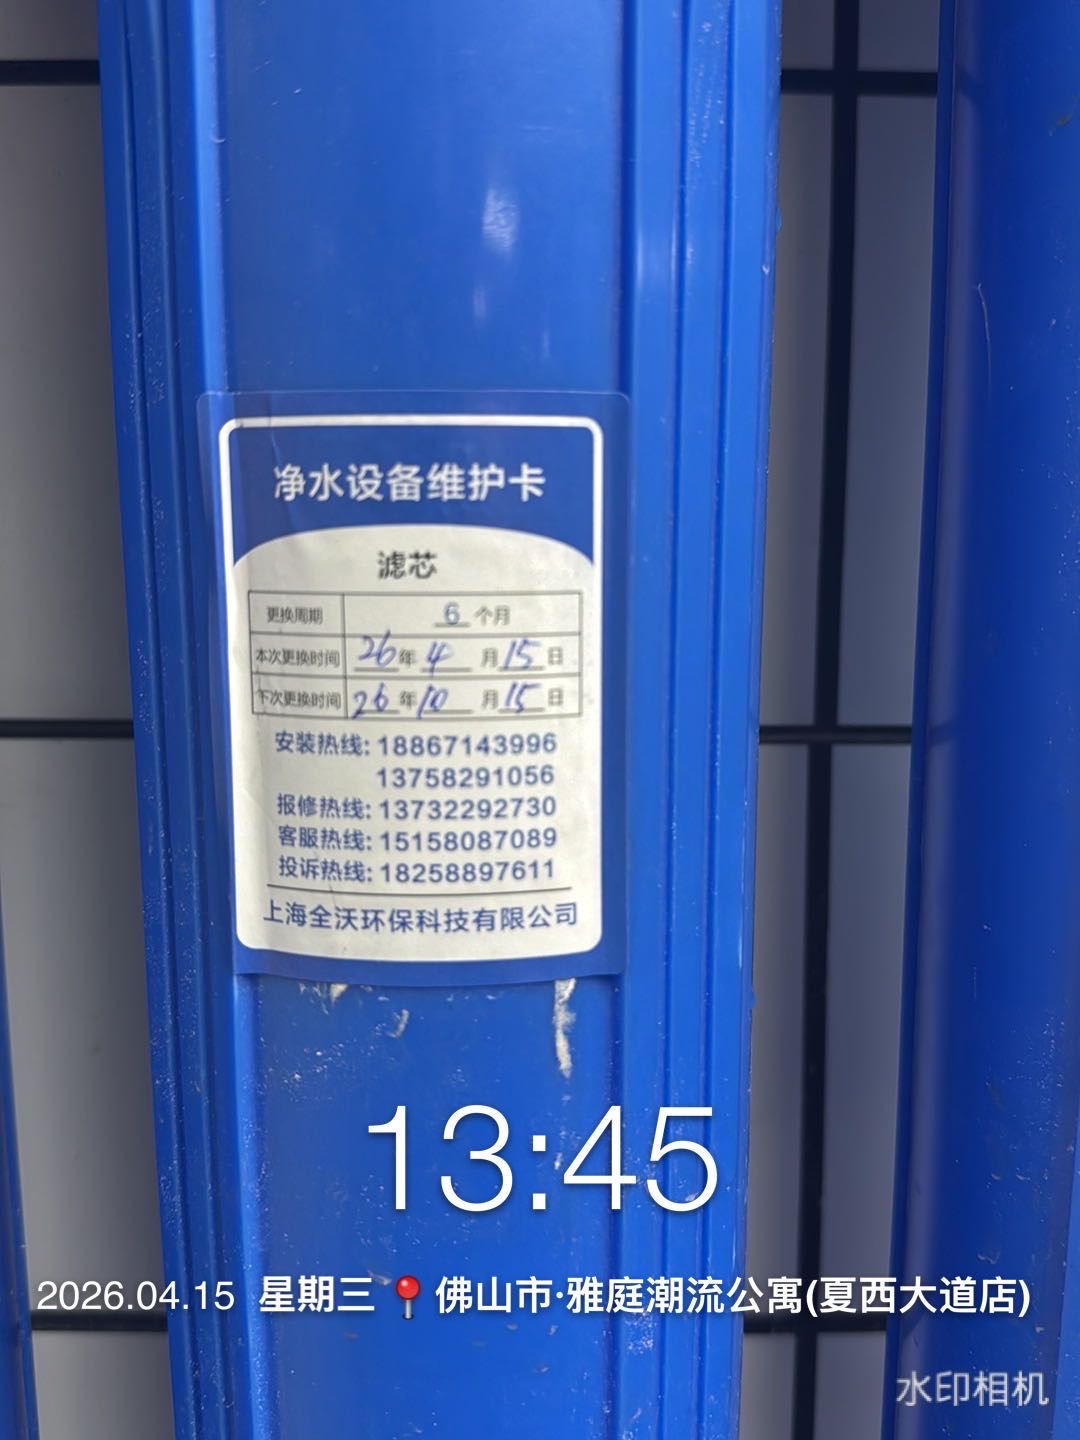 净水设备维护卡
滤芯
更换周期 6 个月
本次更换时间 26 年 4 月 15 日
下次更换时间 26 年 10 月 15 日
安装热线: 18867143996
13758291056
报修热线: 13732292730
客服热线: 15158087089
投诉热线: 18258897611
上海全沃环保科技有限公司
13:45
2026.04.15 星期三 📍佛山市·雅庭潮流公寓(夏西大道店)
水印相机